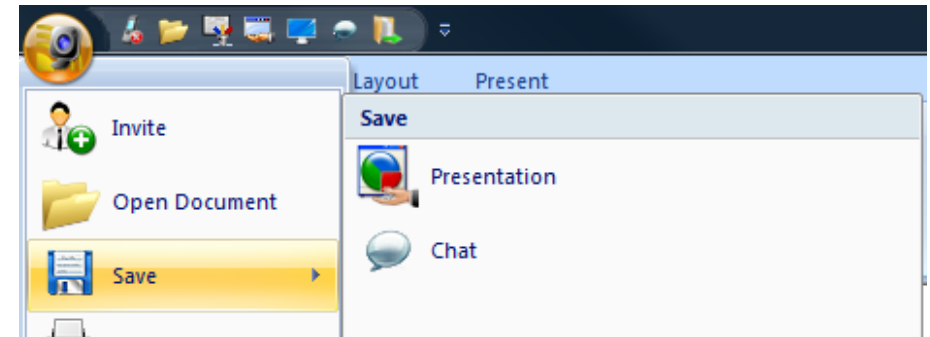 Layout Present
Save
Invite
Presentation
Open Document
Chat
Save